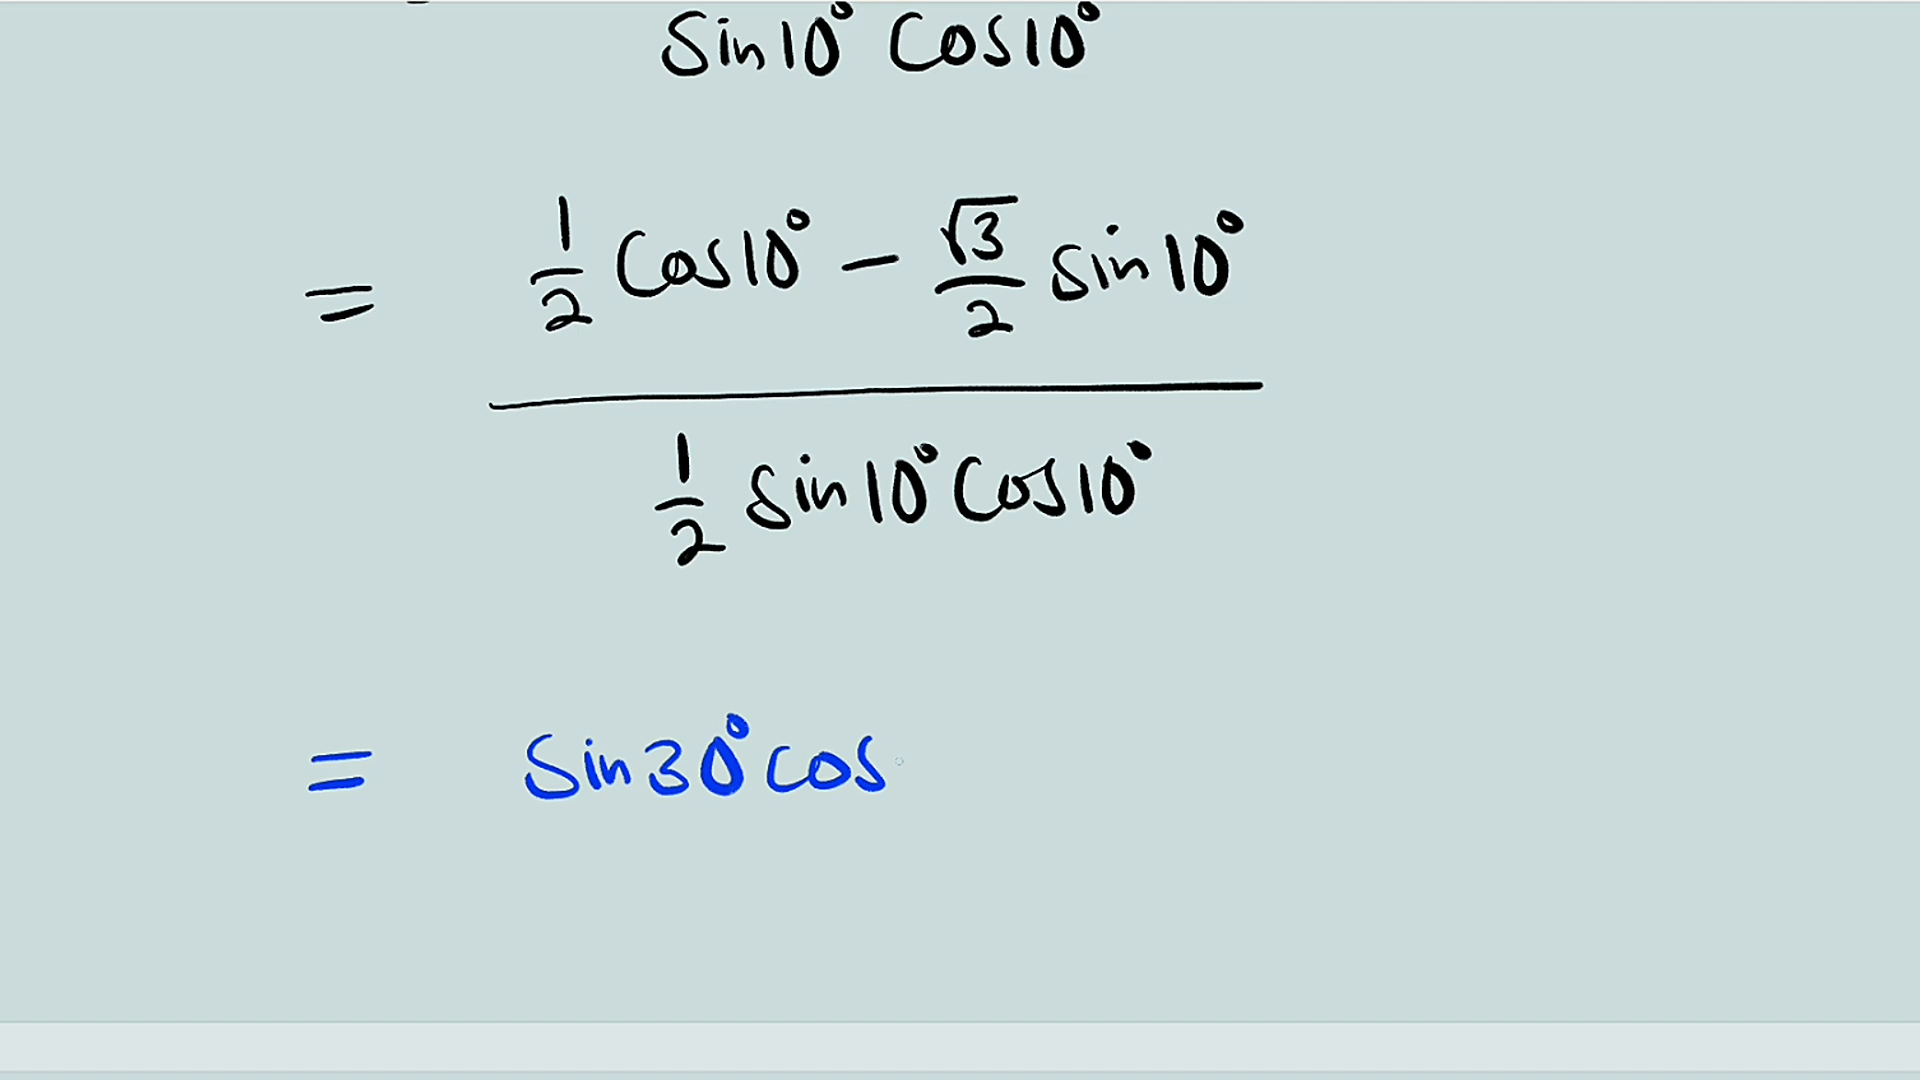 Sin10° Cos10°
= 1/2 Cos10° - √3/2 Sin10°
1/2 Sin10° Cos10°
= Sin30° cos